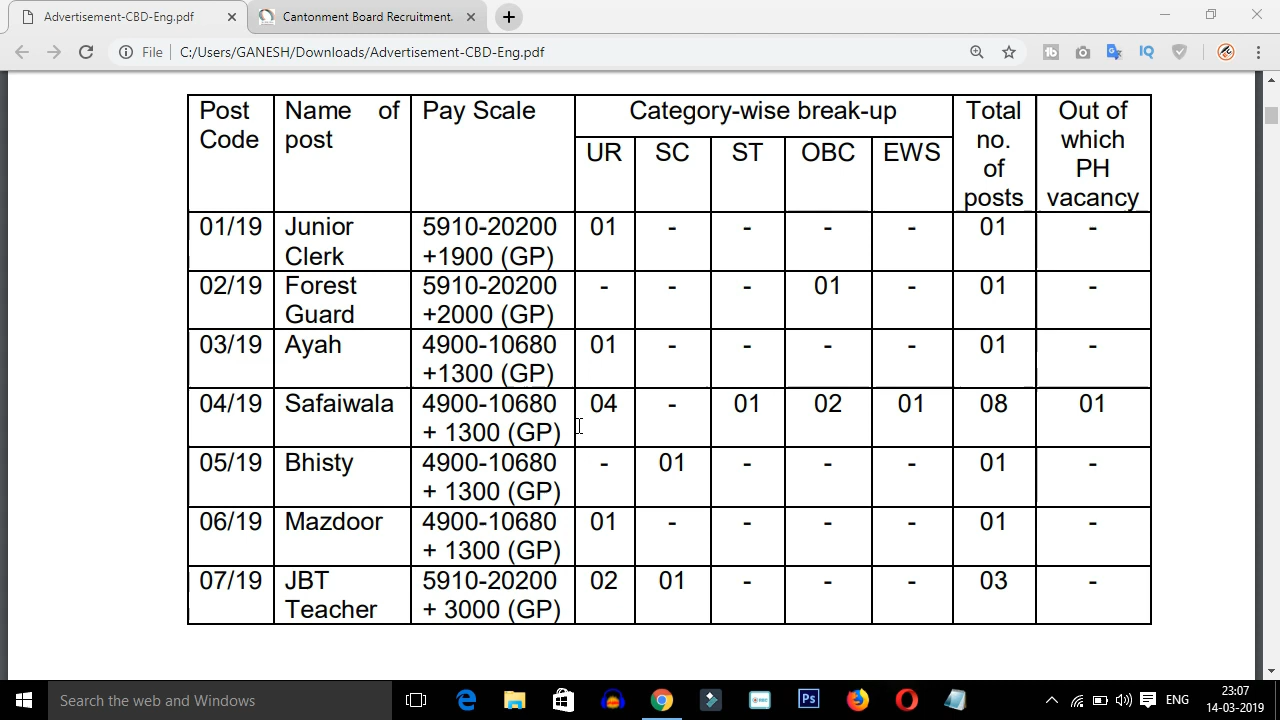 Advertisement-CBD-Eng.pdf
Cantonment Board Recruitment.
File
C:/Users/GANESH/Downloads/Advertisement-CBD-Eng.pdf
Post Code Name of post Pay Scale Category-wise break-up Total no. of posts Out of which PH vacancy
UR SC ST OBC EWS
01/19 Junior Clerk 5910-20200 +1900 (GP) 01 - - - - 01 -
02/19 Forest Guard 5910-20200 +2000 (GP) - - - 01 - 01 -
03/19 Ayah 4900-10680 +1300 (GP) 01 - - - - 01 -
04/19 Safaiwala 4900-10680 + 1300 (GP) 04 - 01 02 01 08 01
05/19 Bhisty 4900-10680 + 1300 (GP) - 01 - - - 01 -
06/19 Mazdoor 4900-10680 + 1300 (GP) 01 - - - - 01 -
07/19 JBT Teacher 5910-20200 + 3000 (GP) 02 01 - - - 03 -
Search the web and Windows
Ps
ENG
23:07
14-03-2019